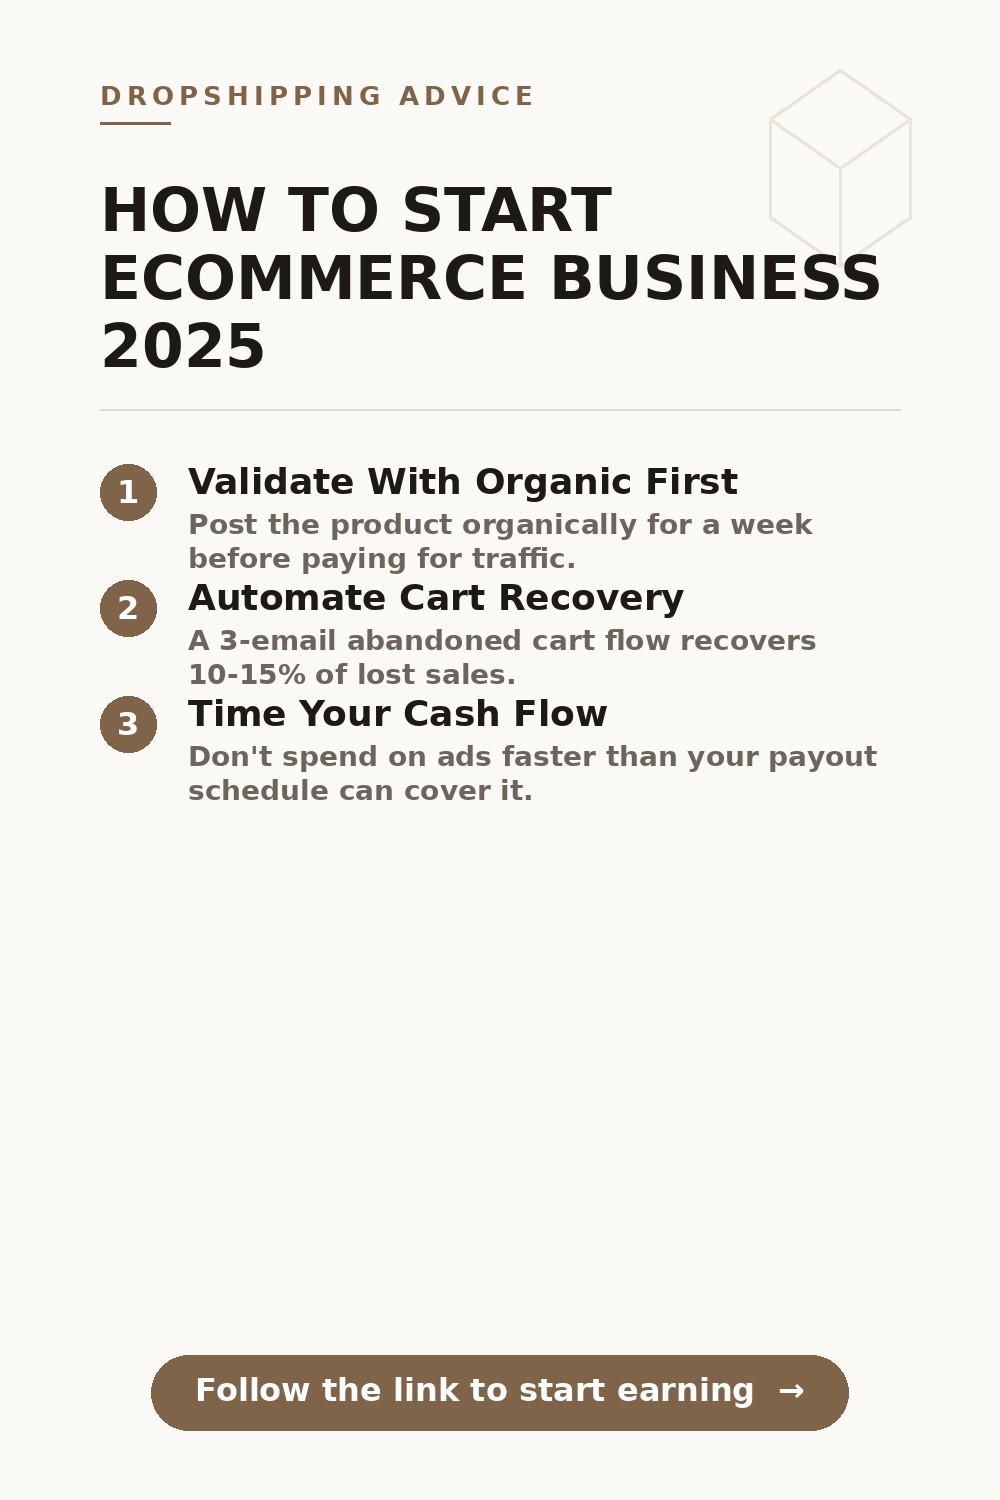 DROPSHIPPING ADVICE
HOW TO START
ECOMMERCE BUSINESS
2025
1
Validate With Organic First
Post the product organically for a week
before paying for traffic.
2
Automate Cart Recovery
A 3-email abandoned cart flow recovers
10-15% of lost sales.
3
Time Your Cash Flow
Don't spend on ads faster than your payout
schedule can cover it.
Follow the link to start earning →